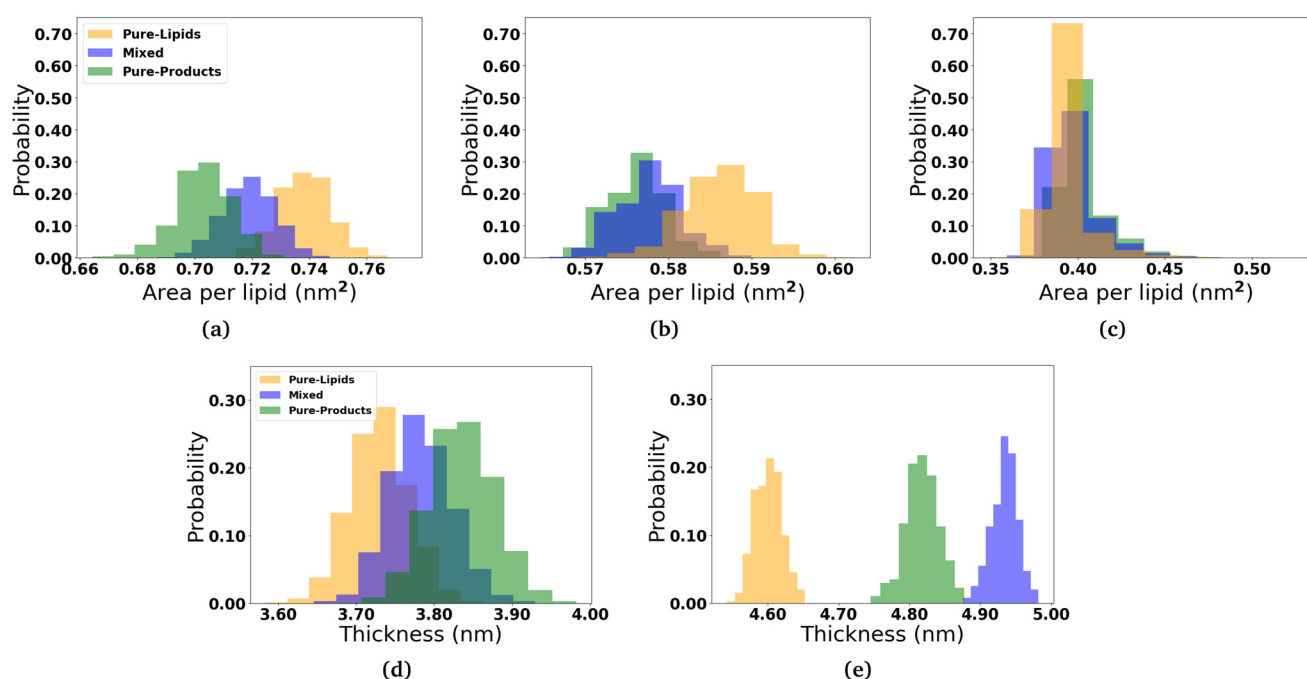 Probability
0.70
0.60
0.50
0.40
0.30
0.20
0.10
0.00
Pure-Lipids
Mixed
Pure-Products
0.66 0.70 0.72 0.74 0.76
Area per lipid (nm²)
(a)
Probability
0.70
0.60
0.50
0.40
0.30
0.20
0.10
0.00
0.57 0.58 0.59 0.60
Area per lipid (nm²)
(b)
Probability
0.70
0.60
0.50
0.40
0.30
0.20
0.10
0.00
0.35 0.40 0.45 0.50
Area per lipid (nm²)
(c)
Probability
0.30
0.20
0.10
0.00
Pure-Lipids
Mixed
Pure-Products
3.60 3.70 3.80 3.90 4.00
Thickness (nm)
(d)
Probability
0.30
0.20
0.10
0.00
4.60 4.70 4.80 4.90 5.00
Thickness (nm)
(e)